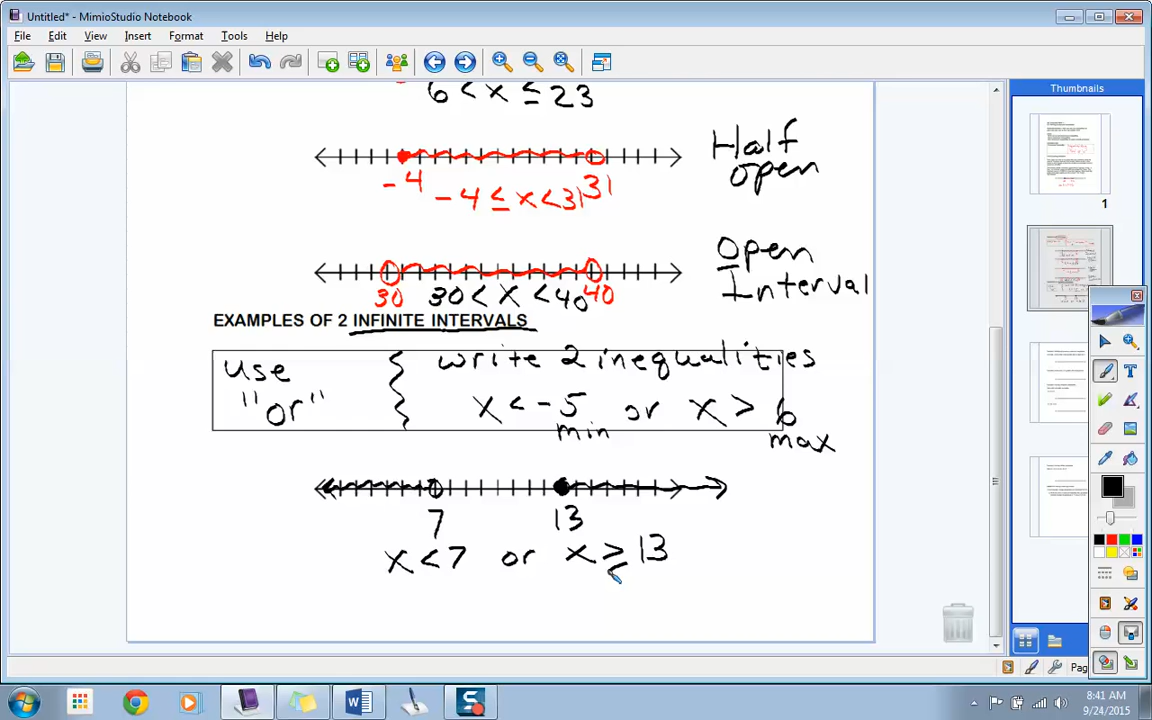 Untitled* - MimioStudio Notebook
File Edit View Insert Format Tools Help
Thumbnails
6 < x ≤ 23
Half
open
-4 31
-4 ≤ x < 31
Open
Interval
30 40
30 < x < 40
EXAMPLES OF 2 INFINITE INTERVALS
use
"or"
write 2 inequalities
x < -5 or x > 6
min max
7 13
x < 7 or x ≥ 13
1
T
W
S
Pag
8:41 AM
9/24/2015